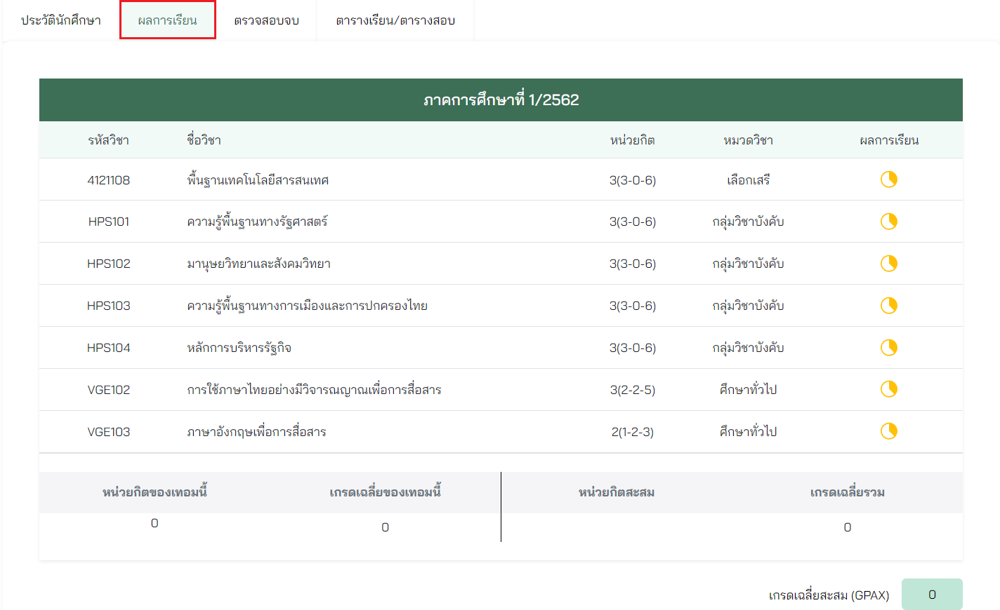 ประวัตินักศึกษา ผลการเรียน ตรวจสอบจบ ตารางเรียน/ตารางสอบ
ภาคการศึกษาที่ 1/2562
รหัสวิชา ชื่อวิชา หน่วยกิต หมวดวิชา ผลการเรียน
4121108 พื้นฐานเทคโนโลยีสารสนเทศ 3(3-0-6) เลือกเสรี
HPS101 ความรู้พื้นฐานทางรัฐศาสตร์ 3(3-0-6) กลุ่มวิชาบังคับ
HPS102 มานุษยวิทยาและสังคมวิทยา 3(3-0-6) กลุ่มวิชาบังคับ
HPS103 ความรู้พื้นฐานทางการเมืองและการปกครองไทย 3(3-0-6) กลุ่มวิชาบังคับ
HPS104 หลักการบริหารรัฐกิจ 3(3-0-6) กลุ่มวิชาบังคับ
VGE102 การใช้ภาษาไทยอย่างมีวิจารณญาณเพื่อการสื่อสาร 3(2-2-5) ศึกษาทั่วไป
VGE103 ภาษาอังกฤษเพื่อการสื่อสาร 2(1-2-3) ศึกษาทั่วไป
หน่วยกิตของเทอมนี้ เกรดเฉลี่ยของเทอมนี้ หน่วยกิตสะสม เกรดเฉลี่ยรวม
0 0 0
เกรดเฉลี่ยสะสม (GPAX) 0